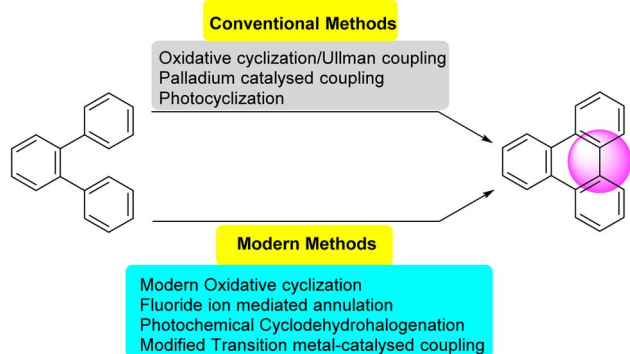 Conventional Methods
Oxidative cyclization/Ullman coupling
Palladium catalysed coupling
Photocyclization
Modern Methods
Modern Oxidative cyclization
Fluoride ion mediated annulation
Photochemical Cyclodehydrohalogenation
Modified Transition metal-catalysed coupling